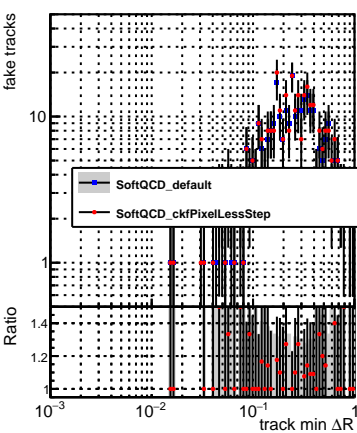 fake tracks
10
SoftQCD_default
SoftQCD_ckfPixelLessStep
1
Ratio
1.4
1.2
1
10⁻³ 10⁻² 10⁻¹ 1
track min ΔR